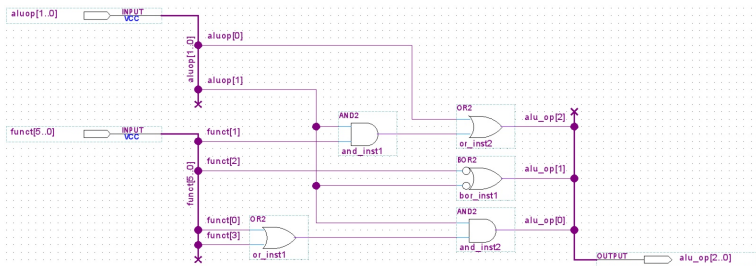 aluop[1..0] INPUT VCC
aluop[0]
aluop[1..0]
aluop[1]
funct[5..0] INPUT VCC
funct[1]
funct[2]
funct[5..0]
funct[0]
funct[3]
AND2
and_inst1
OR2
or_inst2
alu_op[2]
BOR2
bor_inst1
alu_op[1]
OR2
or_inst1
AND2
and_inst2
alu_op[0]
OUTPUT alu_op[2..0]